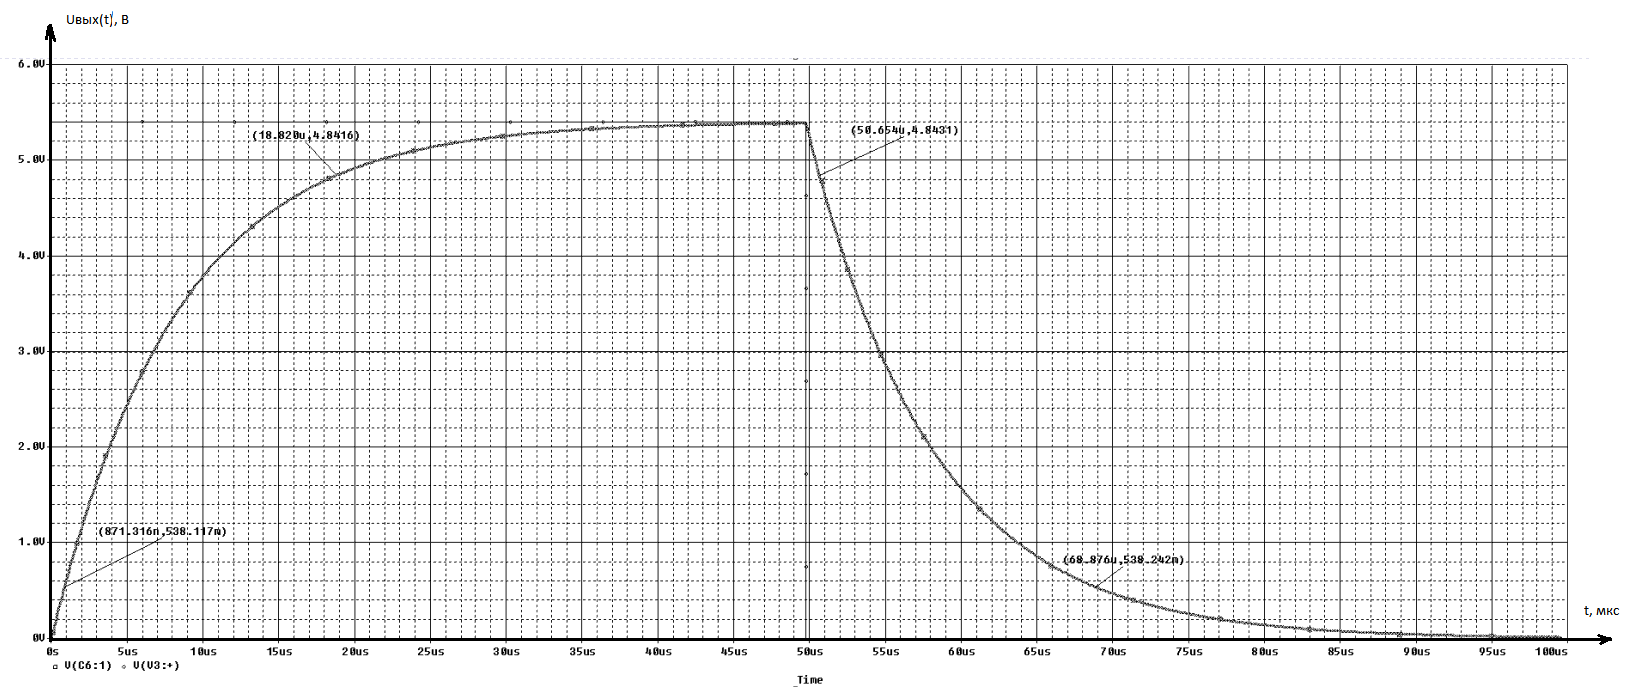 Uвых(t), В
6.0V
(18.820u,4.8416)
(50.654u,4.8431)
5.0V
4.0V
3.0V
2.0V
(871.316n,538.117m)
1.0V
(68.876u,538.242m)
t, мкс
0V
0s 5us 10us 15us 20us 25us 30us 35us 40us 45us 50us 55us 60us 65us 70us 75us 80us 85us 90us 95us 100us
V(C6:1) V(V3:+)
Time